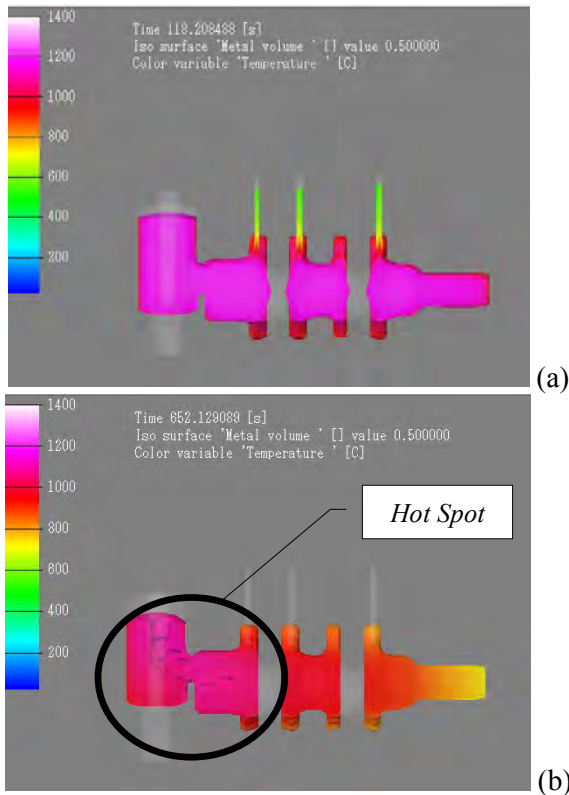 1400
1200
1000
800
600
400
200
Time 118.208488 [s]
Iso surface 'Metal volume ' [] value 0.500000
Color variable 'Temperature ' [C]
(a)
1400
1200
1000
800
600
400
200
Time 652.129089 [s]
Iso surface 'Metal volume ' [] value 0.500000
Color variable 'Temperature ' [C]
Hot Spot
(b)